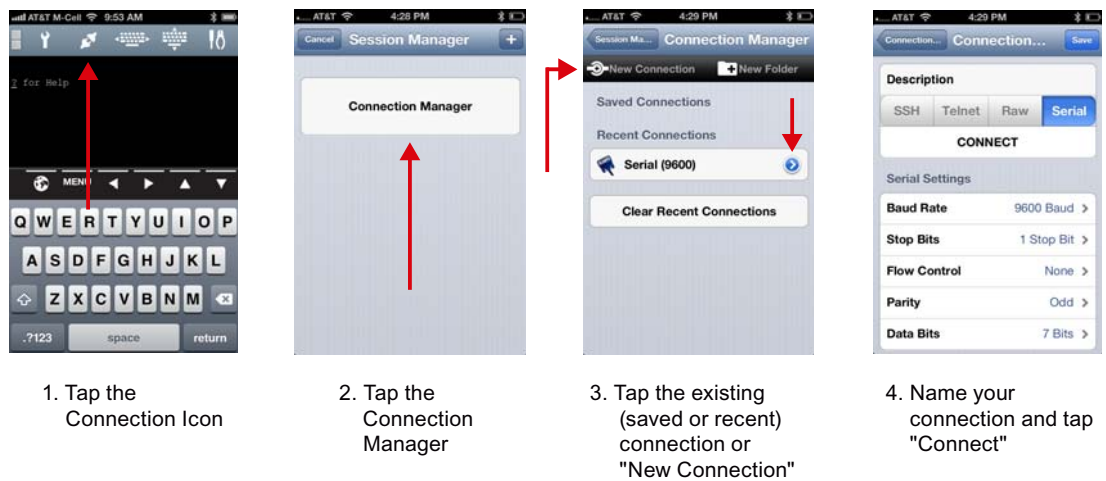 AT&T M-Cell 9:53 AM
? for Help
MENU
Q W E R T Y U I O P
A S D F G H J K L
Z X C V B N M
.?123 space return
1. Tap the
Connection Icon
AT&T 4:28 PM
Cancel Session Manager +
Connection Manager
2. Tap the
Connection
Manager
AT&T 4:29 PM
Session Ma... Connection Manager
New Connection New Folder
Saved Connections
Recent Connections
Serial (9600)
Clear Recent Connections
3. Tap the existing
(saved or recent)
connection or
"New Connection"
AT&T 4:29 PM
Connection... Connection... Save
Description
SSH Telnet Raw Serial
CONNECT
Serial Settings
Baud Rate 9600 Baud >
Stop Bits 1 Stop Bit >
Flow Control None >
Parity Odd >
Data Bits 7 Bits >
4. Name your
connection and tap
"Connect"